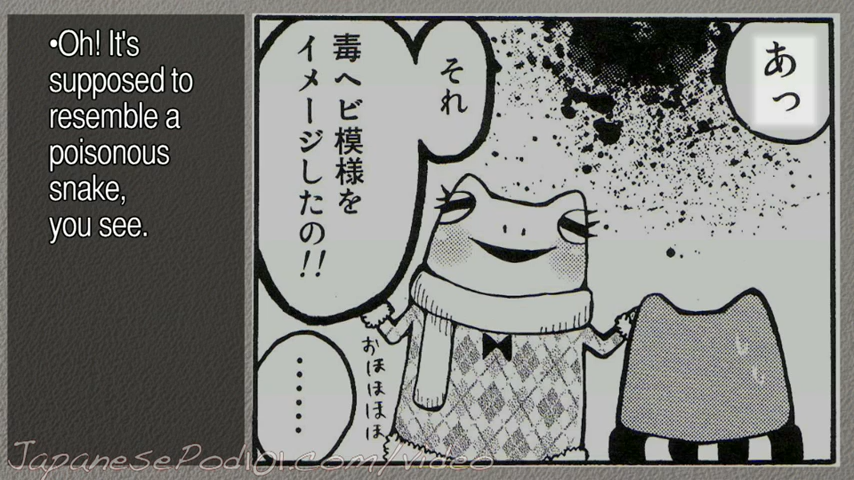 •Oh! It's
supposed to
resemble a
poisonous
snake,
you see.
あっ
それ
毒ヘビ模様を
イメージしたの!!
おほほほほ
······
JapanesePod101.com/video